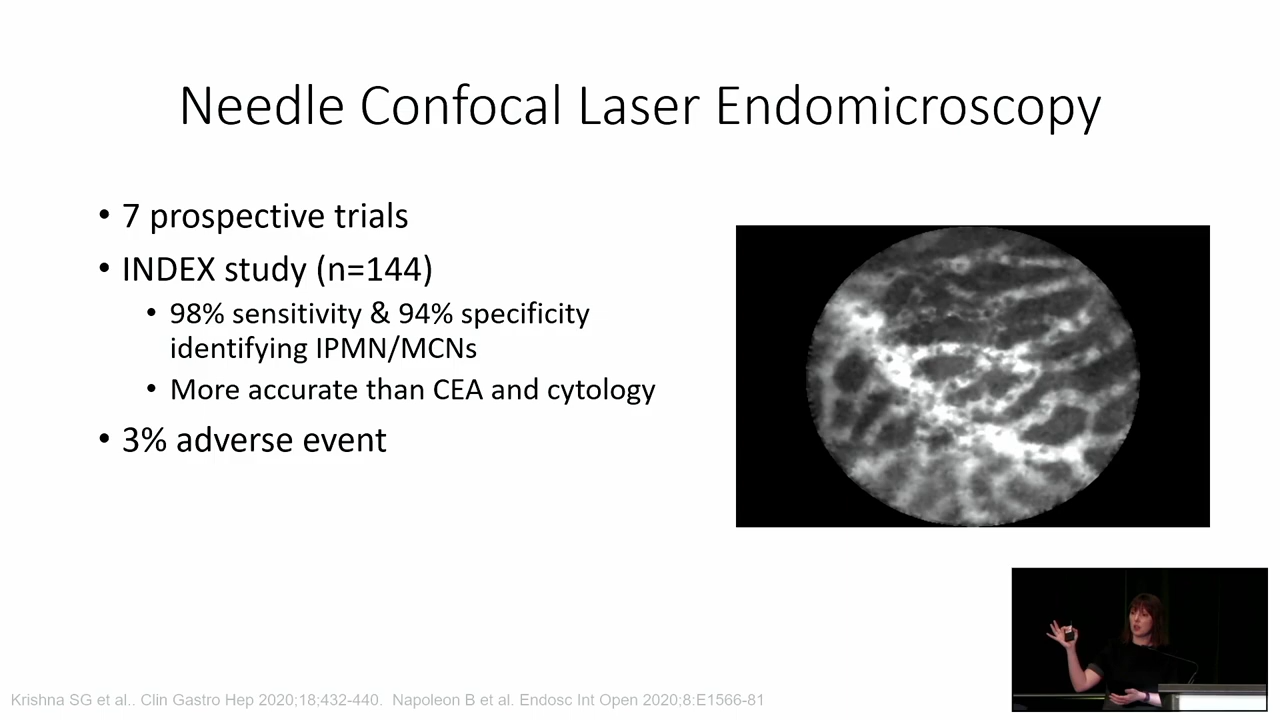 Needle Confocal Laser Endomicroscopy
• 7 prospective trials
• INDEX study (n=144)
• 98% sensitivity & 94% specificity
identifying IPMN/MCNs
• More accurate than CEA and cytology
• 3% adverse event
Krishna SG et al.. Clin Gastro Hep 2020;18;432-440. Napoleon B et al. Endosc Int Open 2020;8:E1566-81